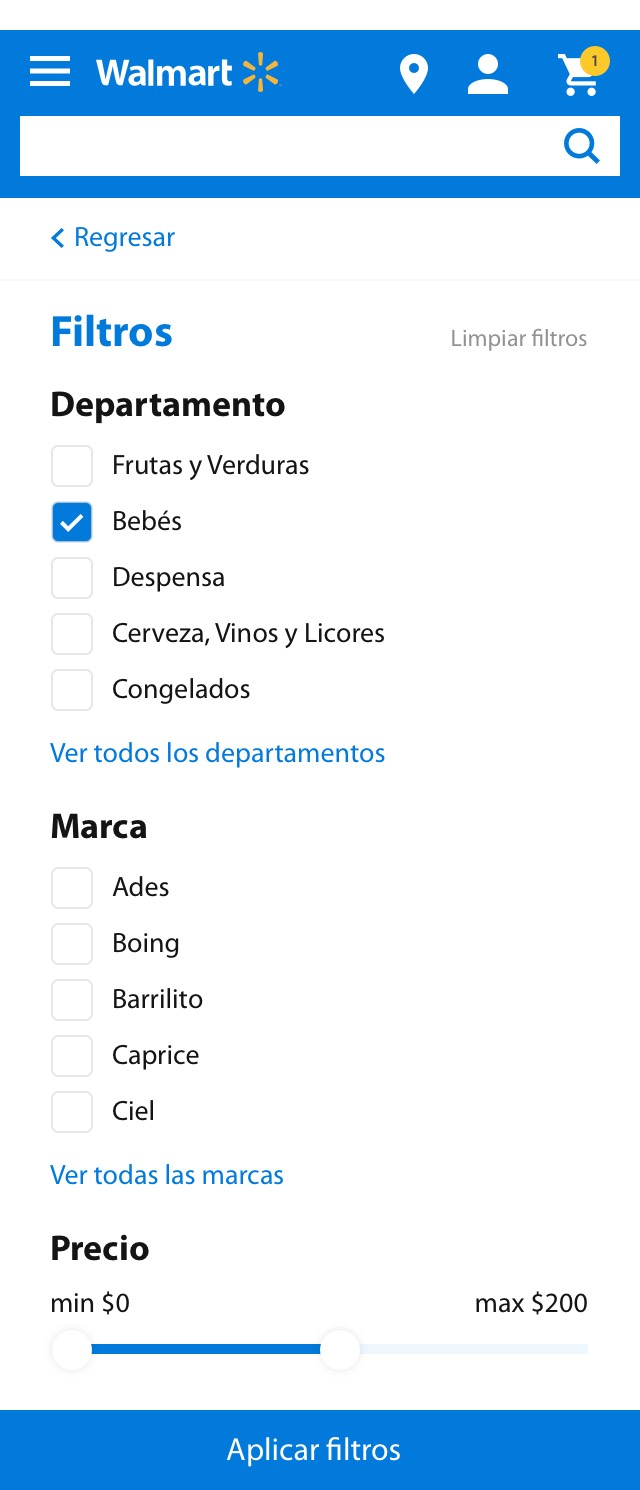 Walmart
1
Regresar
Filtros
Limpiar filtros
Departamento
Frutas y Verduras
Bebés
Despensa
Cerveza, Vinos y Licores
Congelados
Ver todos los departamentos
Marca
Ades
Boing
Barrilito
Caprice
Ciel
Ver todas las marcas
Precio
min $0
max $200
Aplicar filtros